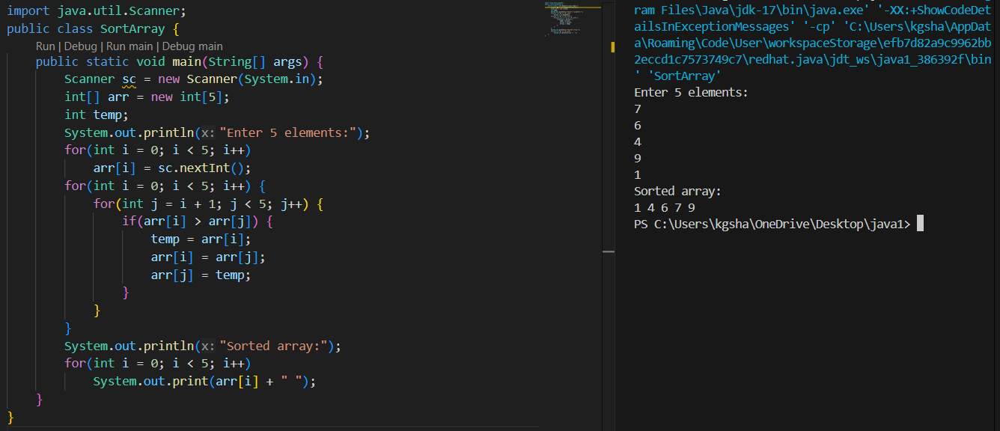 import java.util.Scanner;
public class SortArray {
Run | Debug | Run main | Debug main
public static void main(String[] args) {
Scanner sc = new Scanner(System.in);
int[] arr = new int[5];
int temp;
System.out.println(x: "Enter 5 elements:");
for(int i = 0; i < 5; i++)
arr[i] = sc.nextInt();
for(int i = 0; i < 5; i++) {
for(int j = i + 1; j < 5; j++) {
if(arr[i] > arr[j]) {
temp = arr[i];
arr[i] = arr[j];
arr[j] = temp;
}
}
}
System.out.println(x: "Sorted array:");
for(int i = 0; i < 5; i++)
System.out.print(arr[i] + " ");
}
}
ram Files\Java\jdk-17\bin\java.exe' '-XX:+ShowCodeDet
ailsInExceptionMessages' '-cp' 'C:\Users\kgsha\AppDat
a\Roaming\Code\User\workspaceStorage\efb7d82a9c9962bb
2eccd1c7573749c7\redhat.java\jdt_ws\java1_386392f\bin
' 'SortArray'
Enter 5 elements:
7
6
4
9
1
Sorted array:
1 4 6 7 9
PS C:\Users\kgsha\OneDrive\Desktop\java1>